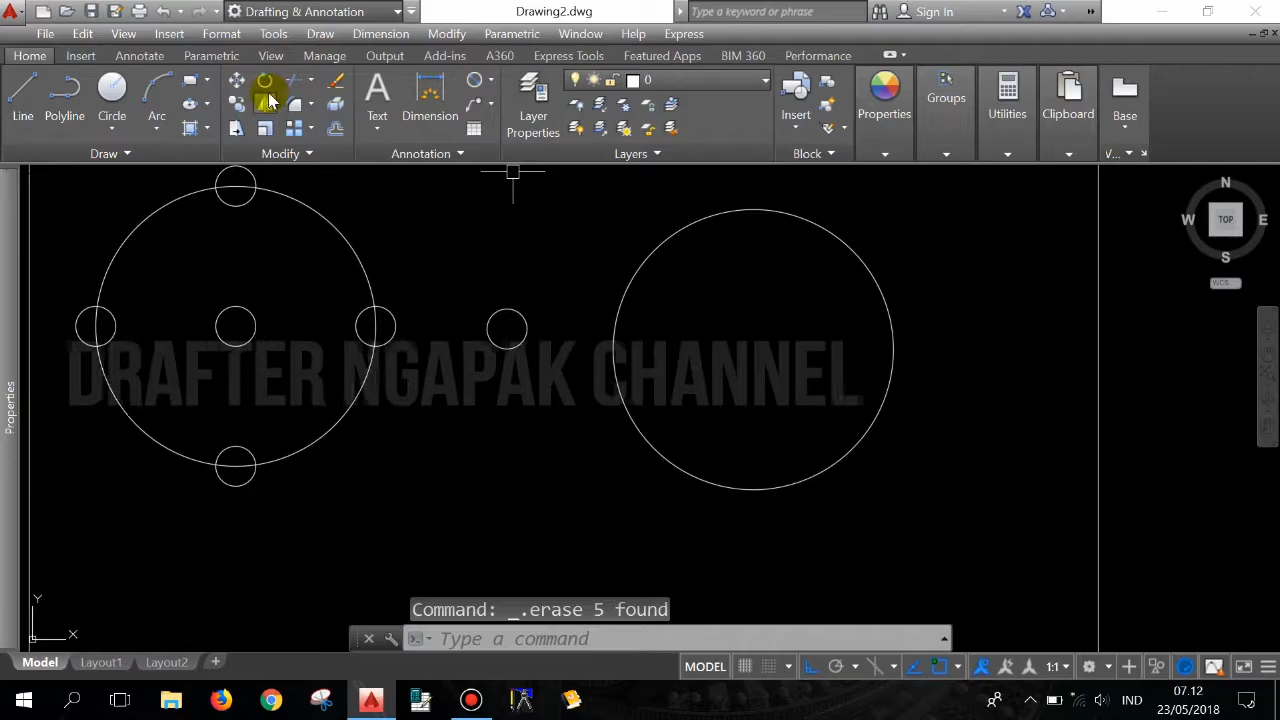 Drafting & Annotation
Drawing2.dwg
Type a keyword or phrase
Sign In
File Edit View Insert Format Tools Draw Dimension Modify Parametric Window Help Express
Home Insert Annotate Parametric View Manage Output Add-ins A360 Express Tools Featured Apps BIM 360 Performance
0
Line Polyline Circle Arc
Text Dimension
Layer Properties
Insert
Properties
Groups
Utilities
Clipboard
Base
Draw Modify Annotation Layers Block V...
N
W TOP E
S
WCS
DRAFTER NGAPAK CHANNEL
Properties
Y
X
Command: _.erase 5 found
Type a command
Model Layout1 Layout2 +
MODEL 1:1
IND
07.12
23/05/2018